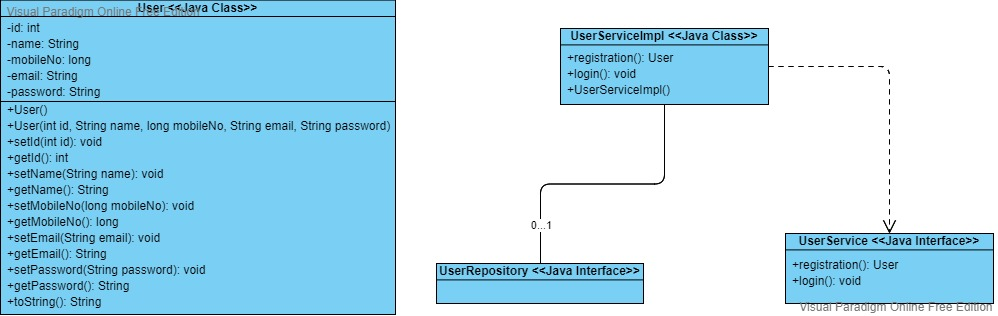 User <<Java Class>>
Visual Paradigm Online Free Edition
-id: int
-name: String
-mobileNo: long
-email: String
-password: String
+User()
+User(int id, String name, long mobileNo, String email, String password)
+setId(int id): void
+getId(): int
+setName(String name): void
+getName(): String
+setMobileNo(long mobileNo): void
+getMobileNo(): long
+setEmail(String email): void
+getEmail(): String
+setPassword(String password): void
+getPassword(): String
+toString(): String
UserServiceImpl <<Java Class>>
+registration(): User
+login(): void
+UserServiceImpl()
0...1
UserRepository <<Java Interface>>
UserService <<Java Interface>>
+registration(): User
+login(): void
Visual Paradigm Online Free Edition